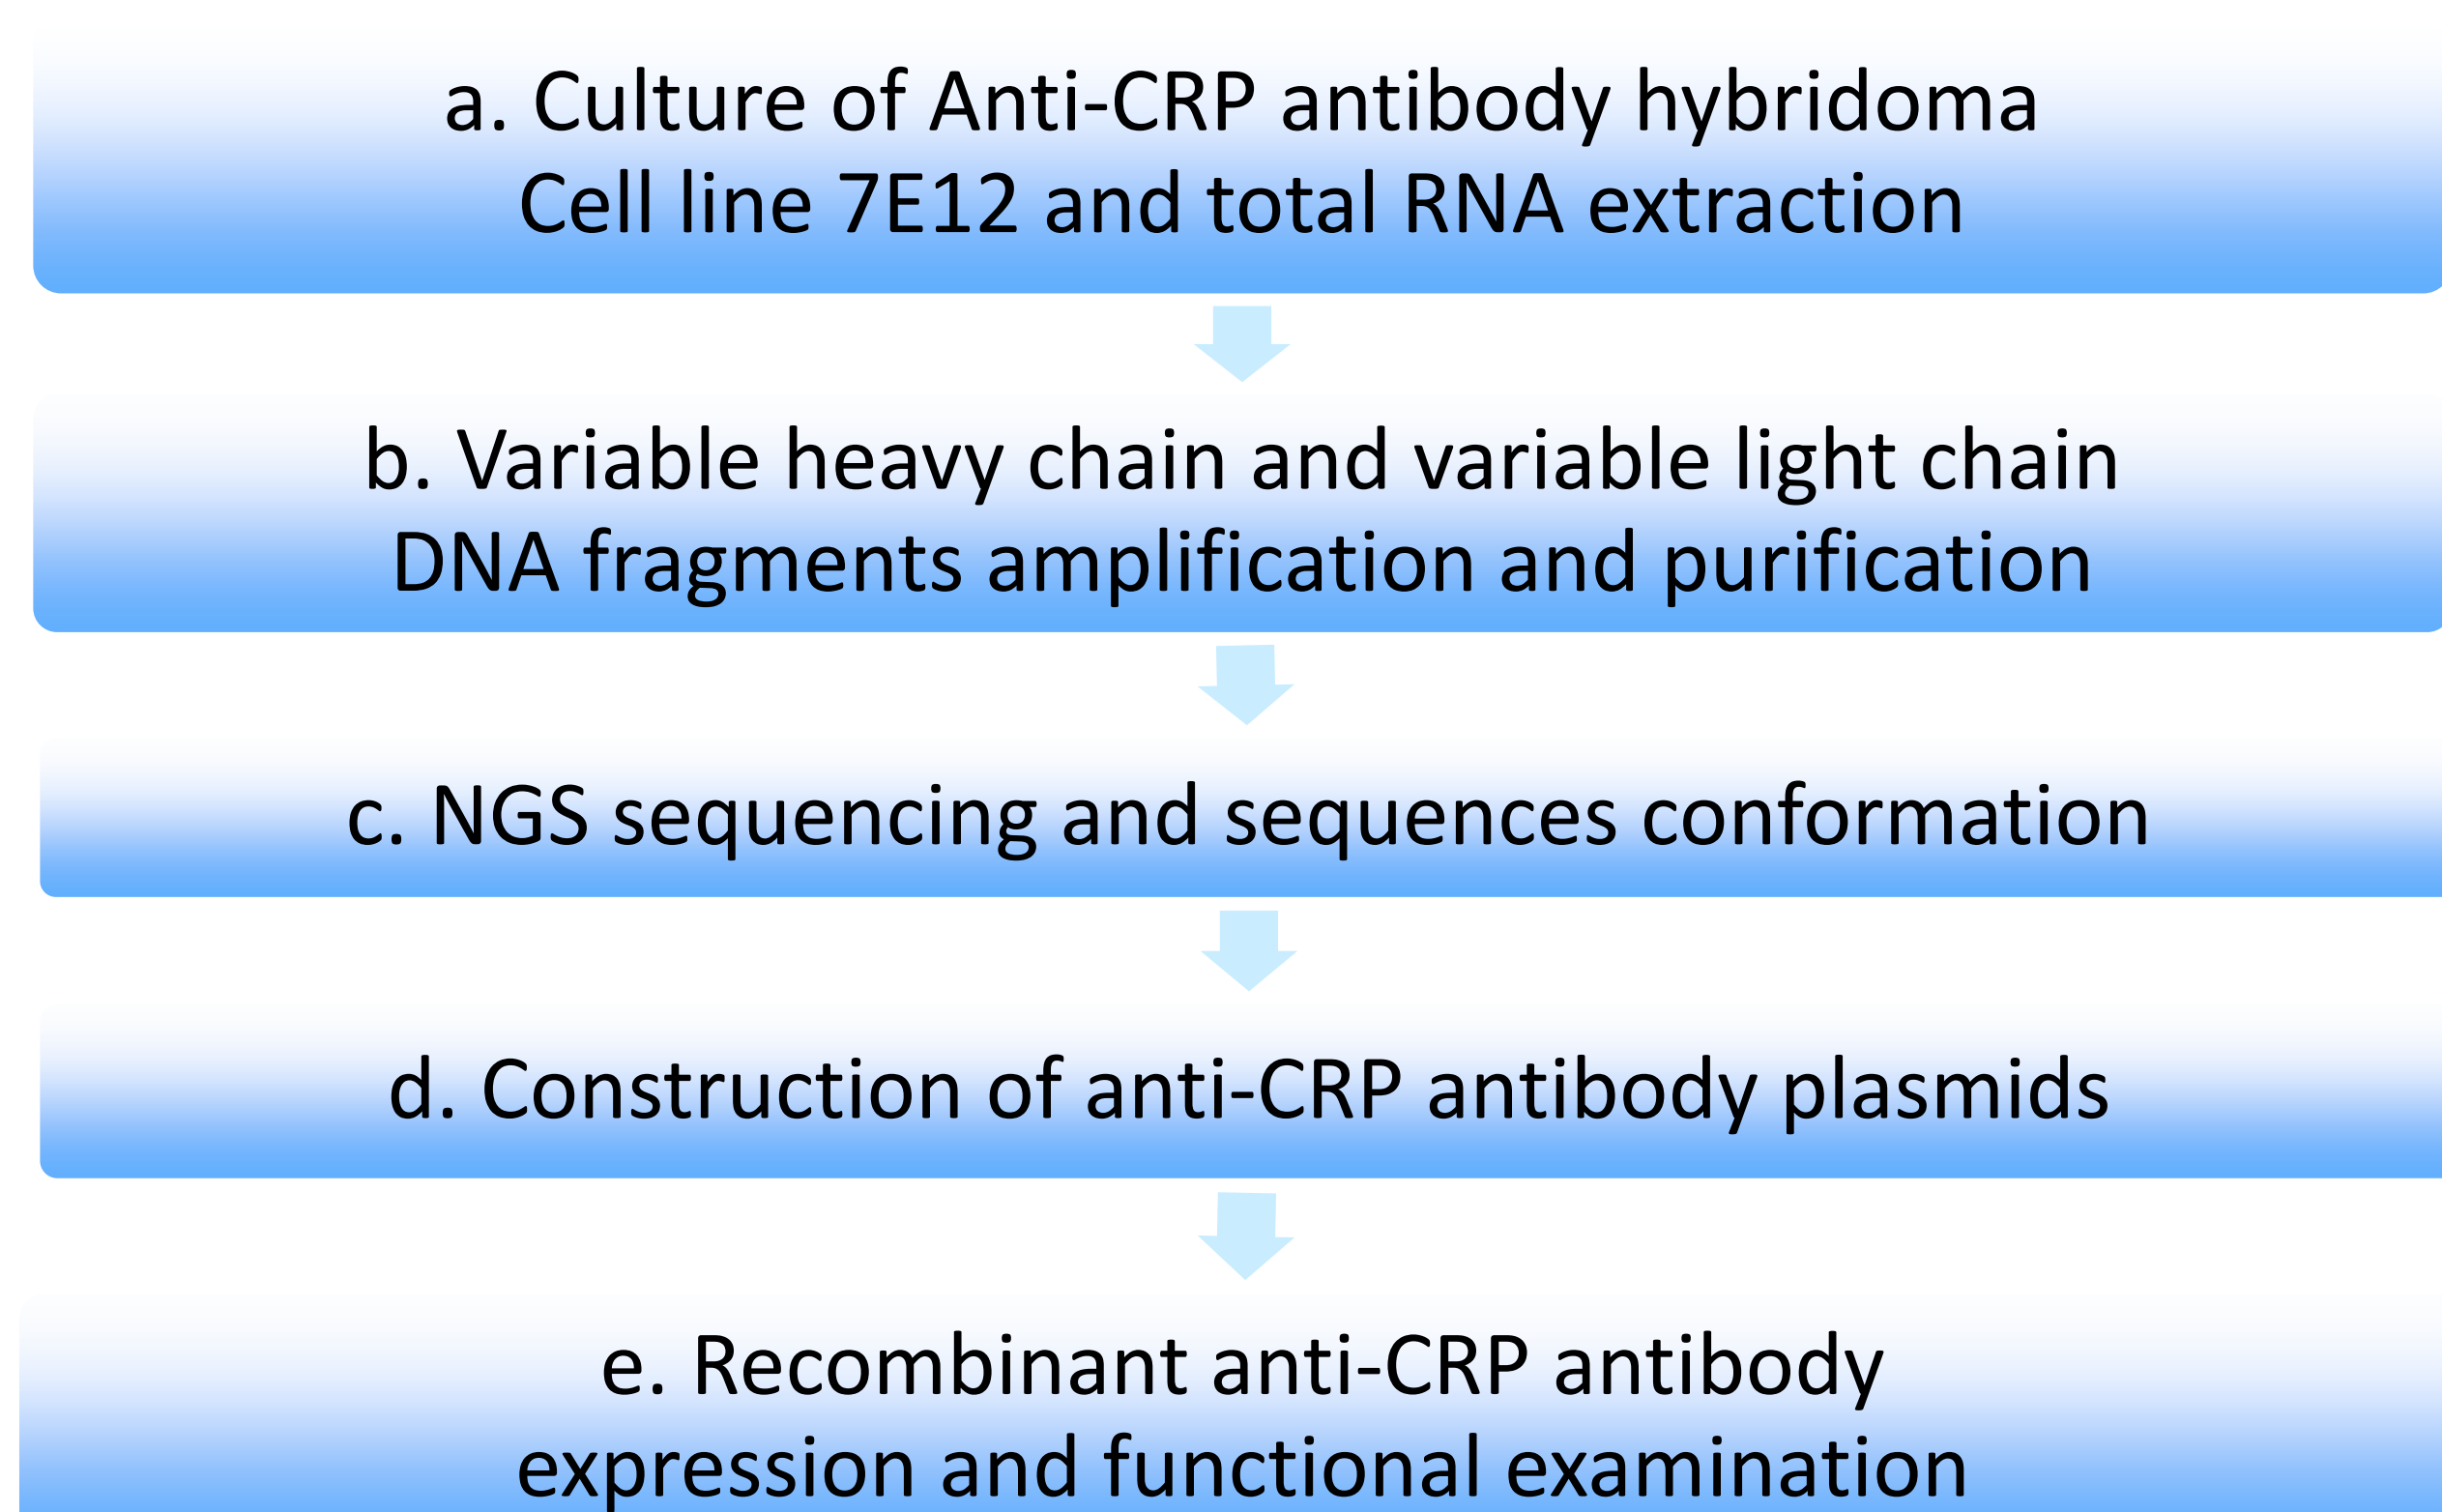 a. Culture of Anti-CRP antibody hybridoma
Cell line 7E12 and total RNA extraction
b. Variable heavy chain and variable light chain
DNA fragments amplification and purification
c. NGS sequencing and sequences conformation
d. Construction of anti-CRP antibody plasmids
e. Recombinant anti-CRP antibody
expression and functional examination